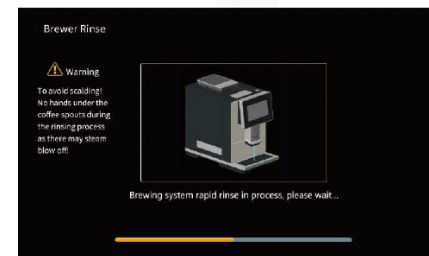 Brewer Rinse
Warning
To avoid scalding!
No hands under the
coffee spouts during
the rinsing process
as there may steam
blow off!
Brewing system rapid rinse in process, please wait...